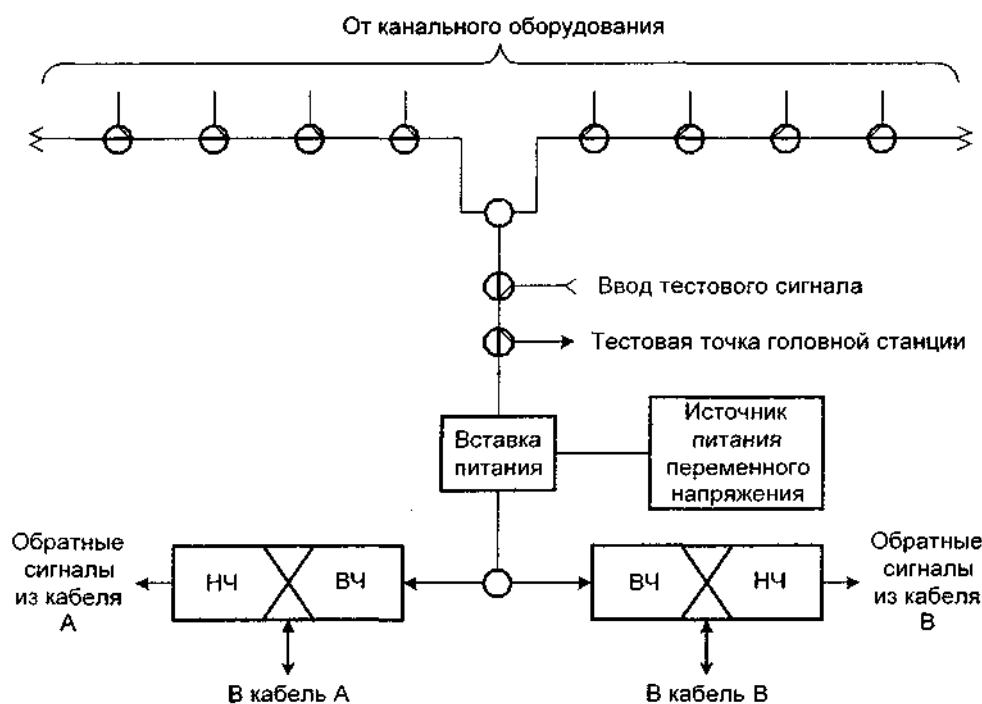 От канального оборудования
Ввод тестового сигнала
Тестовая точка головной станции
Вставка
питания
Источник
питания
переменного
напряжения
Обратные
сигналы
из кабеля
А
НЧ
ВЧ
ВЧ
НЧ
Обратные
сигналы
из кабеля
В
В кабель А
В кабель В